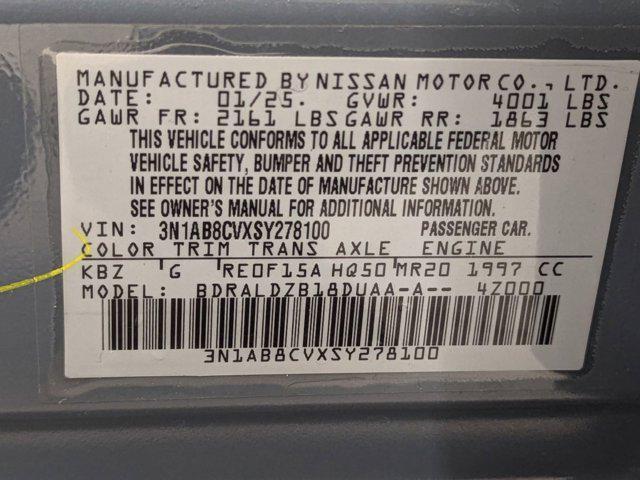 MANUFACTURED BY NISSAN MOTOR CO., LTD.
DATE: 01/25. GVWR: 4001 LBS
GAWR FR: 2161 LBS GAWR RR: 1863 LBS
THIS VEHICLE CONFORMS TO ALL APPLICABLE FEDERAL MOTOR
VEHICLE SAFETY, BUMPER AND THEFT PREVENTION STANDARDS
IN EFFECT ON THE DATE OF MANUFACTURE SHOWN ABOVE.
SEE OWNER'S MANUAL FOR ADDITIONAL INFORMATION.
VIN: 3N1AB8CVXSY278100 PASSENGER CAR.
COLOR TRIM TRANS AXLE ENGINE
KBZ G RE0F15A HQ50 MR20 1997 CC
MODEL: BDRALDZB18DUAA-A-- 4Z000
3N1AB8CVXSY278100